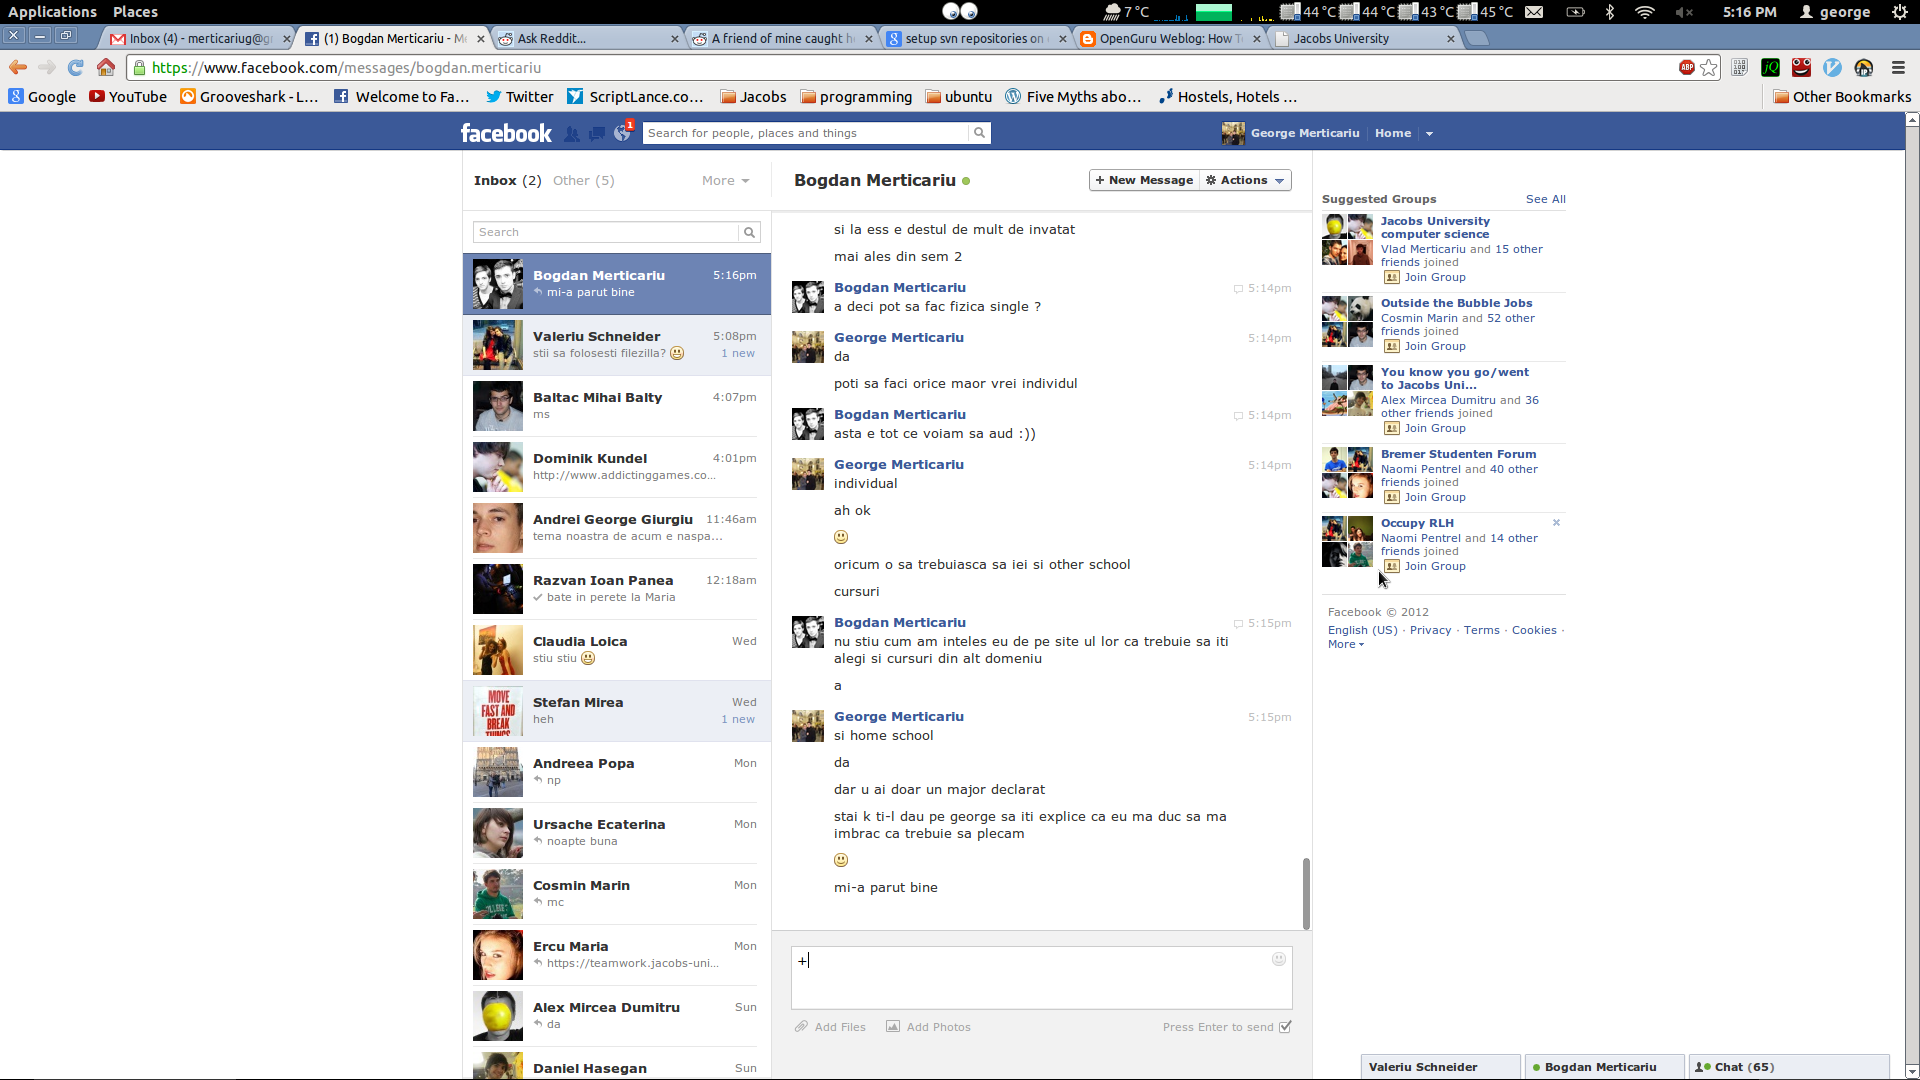 Applications Places
7 °C 44 °C 44 °C 43 °C 45 °C 5:16 PM george
Inbox (4) - merticariug@g
(1) Bogdan Merticariu - M
Ask Reddit...
A friend of mine caught h
setup svn repositories on
OpenGuru Weblog: How T
Jacobs University
https://www.facebook.com/messages/bogdan.merticariu
ABP
Google YouTube Grooveshark - L... Welcome to Fa... Twitter ScriptLance.co... Jacobs programming ubuntu Five Myths abo... Hostels, Hotels ... Other Bookmarks
facebook
1
Search for people, places and things
George Merticariu Home
Inbox (2) Other (5) More
Search
Bogdan Merticariu 5:16pm
mi-a parut bine
Valeriu Schneider 5:08pm
stii sa folosesti filezilla? 1 new
Baltac Mihai Balty 4:07pm
ms
Dominik Kundel 4:01pm
http://www.addictinggames.co...
Andrei George Giurgiu 11:46am
tema noastra de acum e naspa...
Razvan Ioan Panea 12:18am
bate in perete la Maria
Claudia Loica Wed
stiu stiu
MOVE
FAST AND
BREAK
THINGS
Stefan Mirea Wed
heh 1 new
Andreea Popa Mon
np
Ursache Ecaterina Mon
noapte buna
Cosmin Marin Mon
mc
Ercu Maria Mon
https://teamwork.jacobs-uni...
Alex Mircea Dumitru Sun
da
Daniel Hasegan Sun
Bogdan Merticariu
+ New Message Actions
si la ess e destul de mult de invatat
mai ales din sem 2
Bogdan Merticariu 5:14pm
a deci pot sa fac fizica single ?
George Merticariu 5:14pm
da
poti sa faci orice maor vrei individul
Bogdan Merticariu 5:14pm
asta e tot ce voiam sa aud :))
George Merticariu 5:14pm
individual
ah ok
oricum o sa trebuiasca sa iei si other school
cursuri
Bogdan Merticariu 5:15pm
nu stiu cum am inteles eu de pe site ul lor ca trebuie sa iti
alegi si cursuri din alt domeniu
a
George Merticariu 5:15pm
si home school
da
dar u ai doar un major declarat
stai k ti-l dau pe george sa iti explice ca eu ma duc sa ma
imbrac ca trebuie sa plecam
mi-a parut bine
+
Add Files Add Photos Press Enter to send
Suggested Groups See All
Jacobs University
computer science
Vlad Merticariu and 15 other
friends joined
Join Group
Outside the Bubble Jobs
Cosmin Marin and 52 other
friends joined
Join Group
You know you go/went
to Jacobs Uni...
Alex Mircea Dumitru and 36
other friends joined
Join Group
Bremer Studenten Forum
Naomi Pentrel and 40 other
friends joined
Join Group
Occupy RLH
Naomi Pentrel and 14 other
friends joined
Join Group
Facebook © 2012
English (US) · Privacy · Terms · Cookies ·
More
Valeriu Schneider Bogdan Merticariu Chat (65)